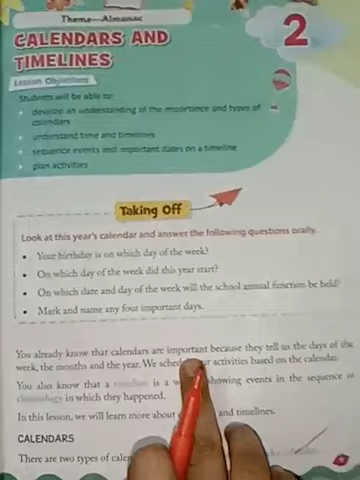 Theme—Almanac
2
CALENDARS AND
TIMELINES
Lesson Objectives
Students will be able to:
• develop an understanding of the importance and types of
calendars
• understand time and timelines
• sequence events and important dates on a timeline
• plan activities
Taking Off
Look at this year's calendar and answer the following questions orally.
• Your birthday is on which day of the week?
• On which day of the week did this year start?
• On which date and day of the week will the school annual function be held?
• Mark and name any four important days.
You already know that calendars are important because they tell us the days of the
week, the months and the year. We activities based on the calendar.
You also know that a timeline is a showing events in the sequence or
chronology in which they happened.
In this lesson, we will learn more about and timelines.
CALENDARS
There are two types of